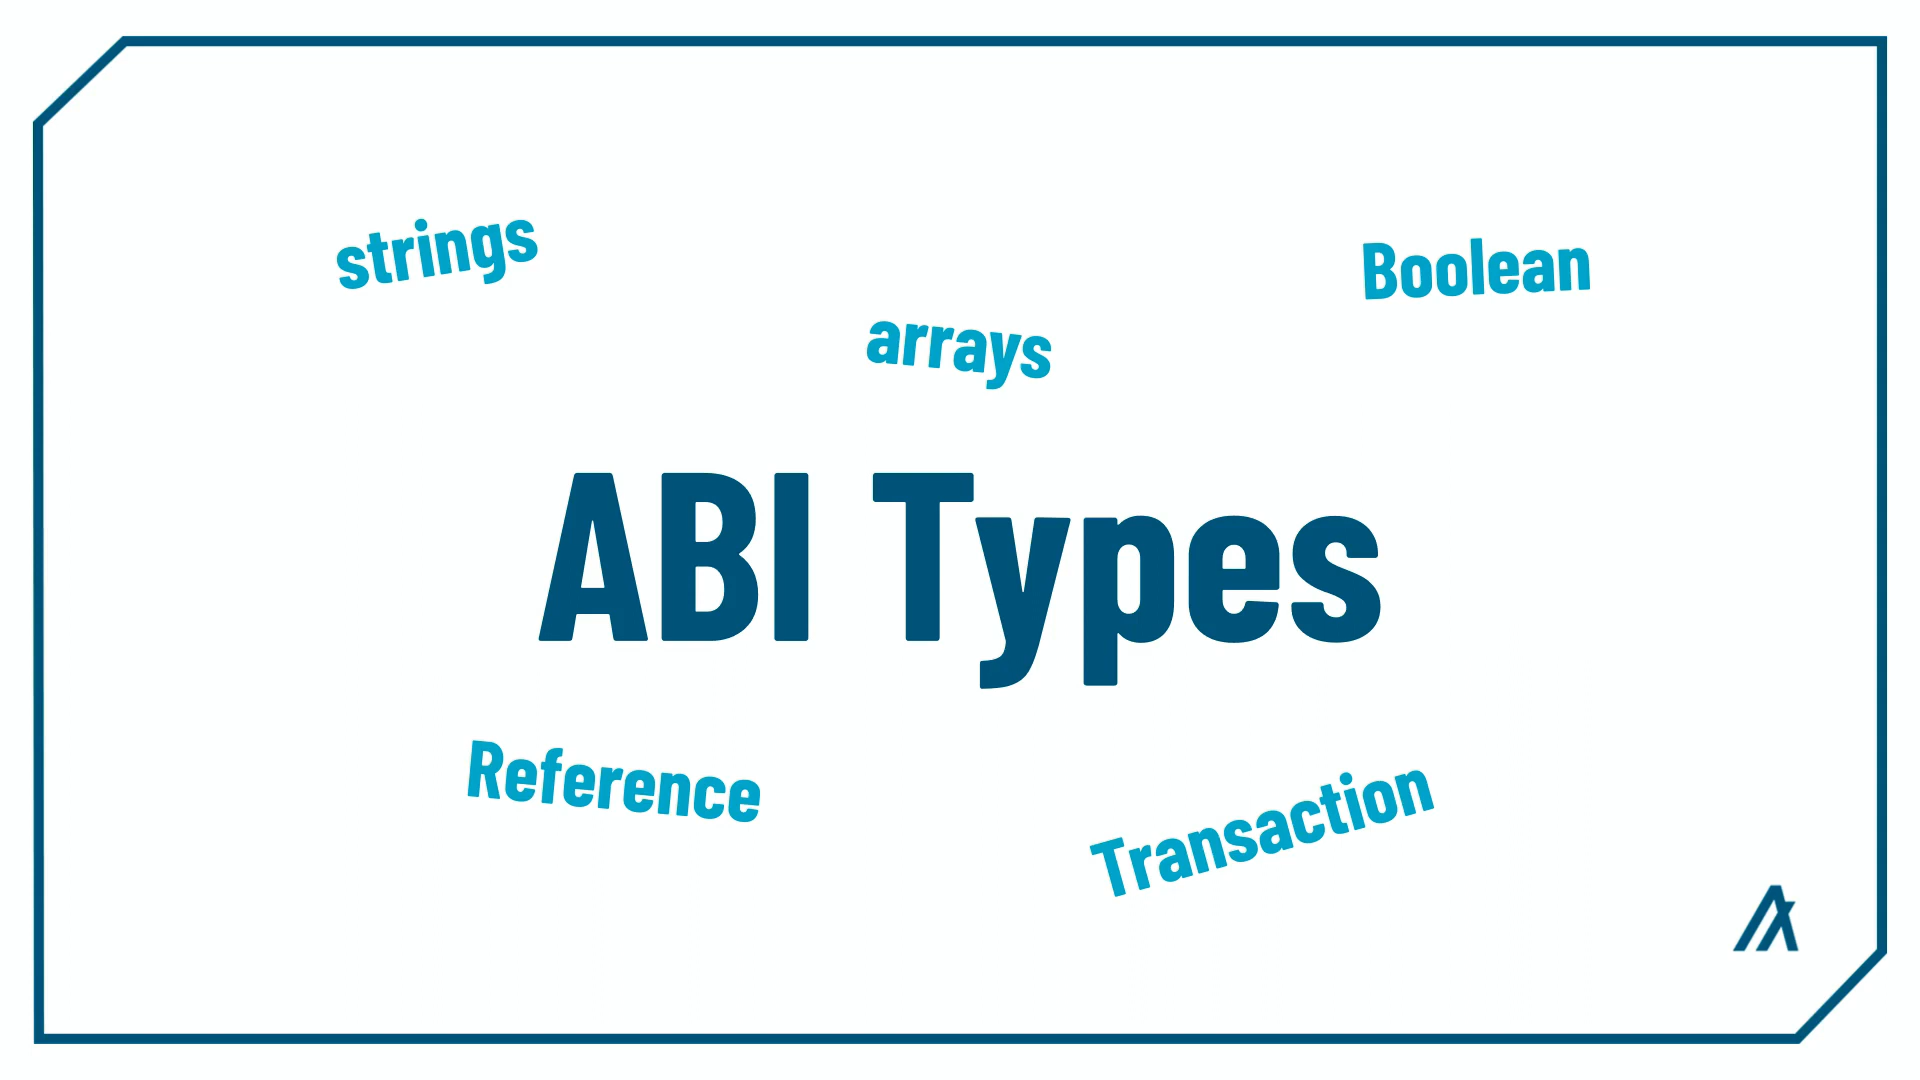 strings
Boolean
arrays
ABI Types
Reference
Transaction